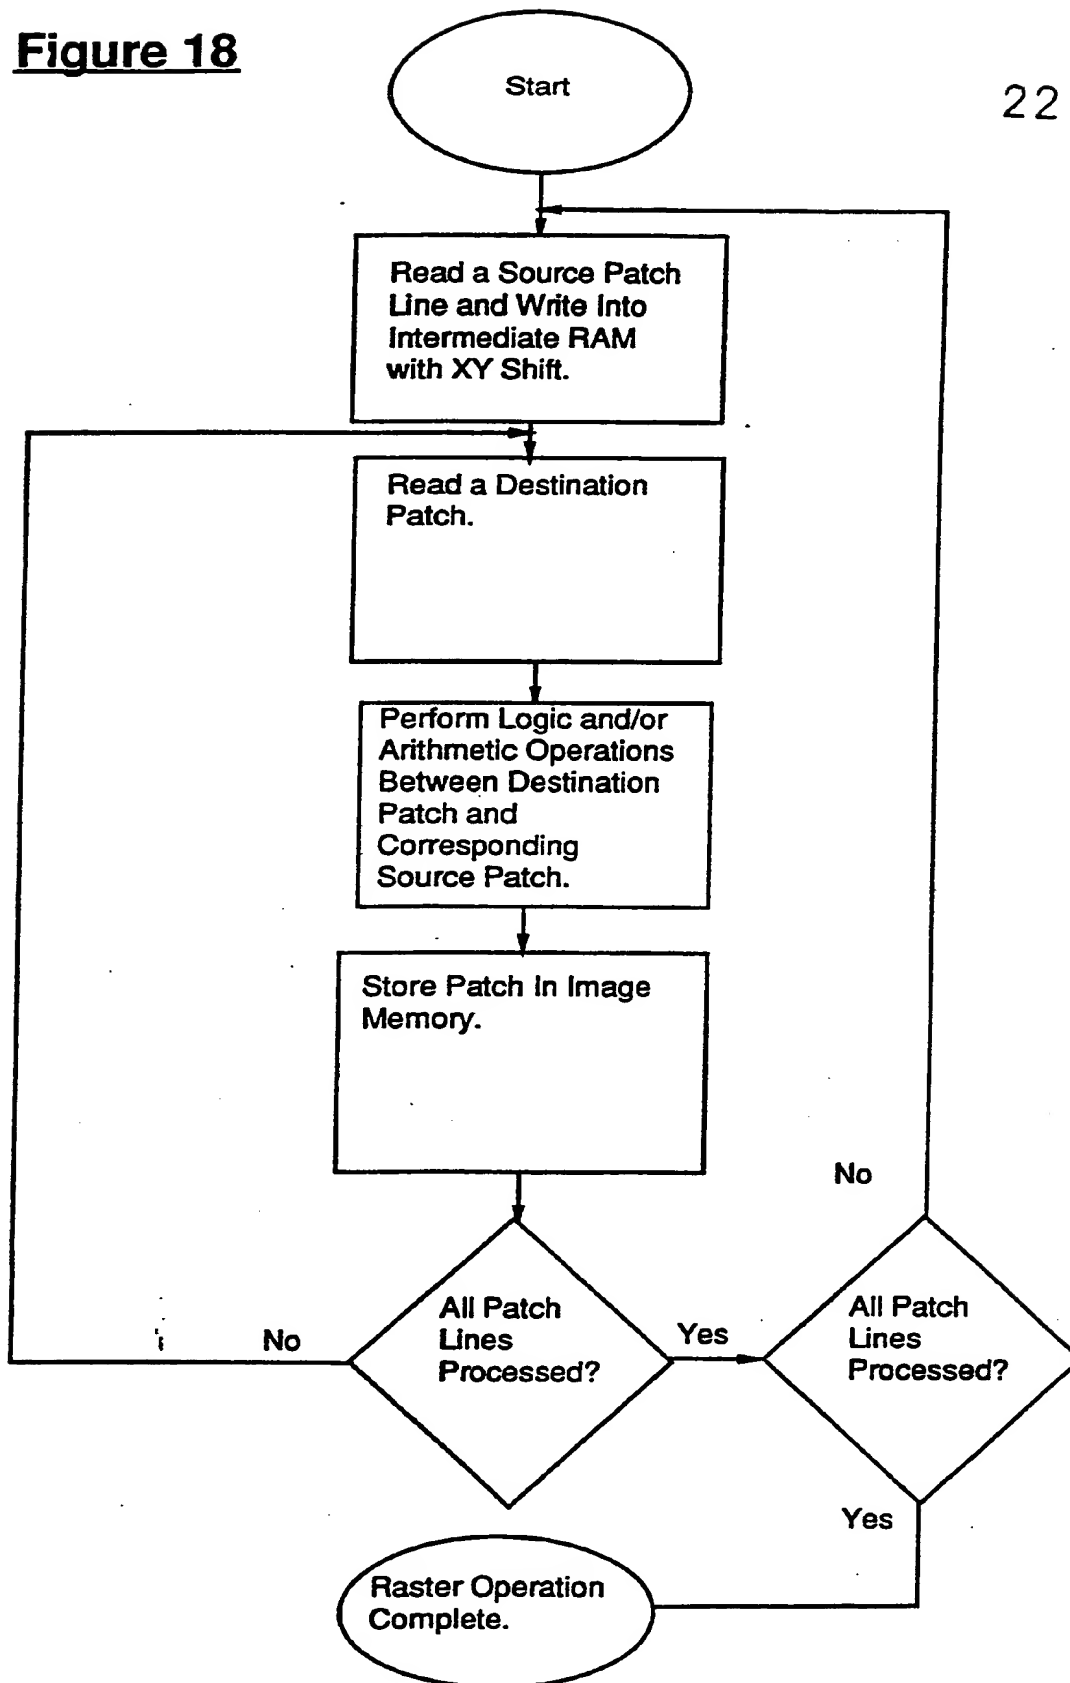 Figure 18
Start
22
Read a Source Patch
Line and Write Into
Intermediate RAM
with XY Shift.
Read a Destination
Patch.
Perform Logic and/or
Arithmetic Operations
Between Destination
Patch and
Corresponding
Source Patch.
Store Patch In Image
Memory.
No
All Patch
Lines
Processed?
No
Yes
All Patch
Lines
Processed?
Yes
Raster Operation
Complete.